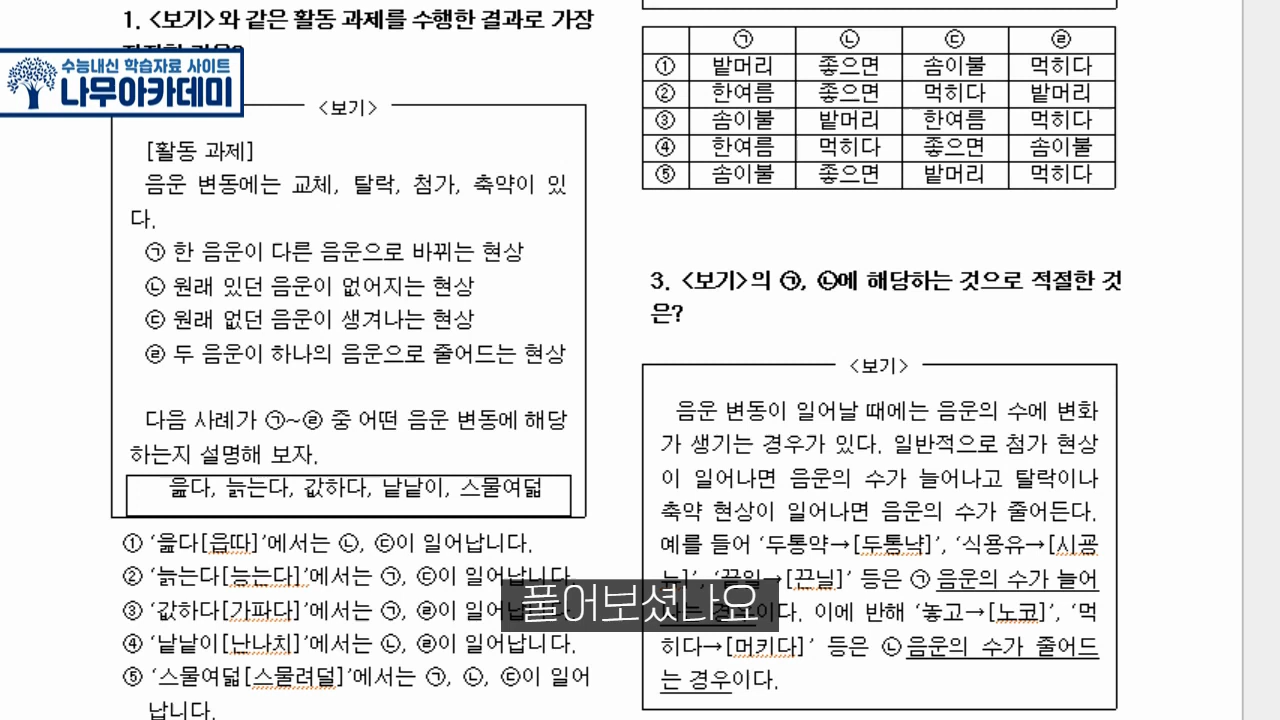 1. <보기>와 같은 활동 과제를 수행한 결과로 가장
수능내신 학습자료 사이트
나무아카데미
<보기>
[활동 과제]
음운 변동에는 교체, 탈락, 첨가, 축약이 있
다.
㉠ 한 음운이 다른 음운으로 바뀌는 현상
㉡ 원래 있던 음운이 없어지는 현상
㉢ 원래 없던 음운이 생겨나는 현상
㉣ 두 음운이 하나의 음운으로 줄어드는 현상
다음 사례가 ㉠~㉣ 중 어떤 음운 변동에 해당
하는지 설명해 보자.
읊다, 늙는다, 값하다, 낱낱이, 스물여덟
① ‘읊다[읍따]’에서는 ㉡, ㉢이 일어납니다.
② ‘늙는다[능는다]’에서는 ㉠, ㉢이 일어납니다.
③ ‘값하다[가파다]’에서는 ㉠, ㉣이 일어납니다.
④ ‘낱낱이[난나치]’에서는 ㉡, ㉣이 일어납니다.
⑤ ‘스물여덟[스물려덜]’에서는 ㉠, ㉡, ㉢이 일어
납니다.
㉠ ㉡ ㉢ ㉣
① 밭머리 좋으면 솜이불 먹히다
② 한여름 좋으면 먹히다 밭머리
③ 솜이불 밭머리 한여름 먹히다
④ 한여름 먹히다 좋으면 솜이불
⑤ 솜이불 좋으면 밭머리 먹히다
3. <보기>의 ㉠, ㉡에 해당하는 것으로 적절한 것
은?
<보기>
음운 변동이 일어날 때에는 음운의 수에 변화
가 생기는 경우가 있다. 일반적으로 첨가 현상
이 일어나면 음운의 수가 늘어나고 탈락이나
축약 현상이 일어나면 음운의 수가 줄어든다.
예를 들어 ‘두통약→[두통냑]’, ‘식용유→[시굥
뉴]’, ‘끝일→[끈닐]’ 등은 ㉠ 음운의 수가 늘어
나는 경우이다. 이에 반해 ‘놓고→[노코]’, ‘먹
히다→[머키다]’ 등은 ㉡ 음운의 수가 줄어드
는 경우이다.
풀어보셨나요